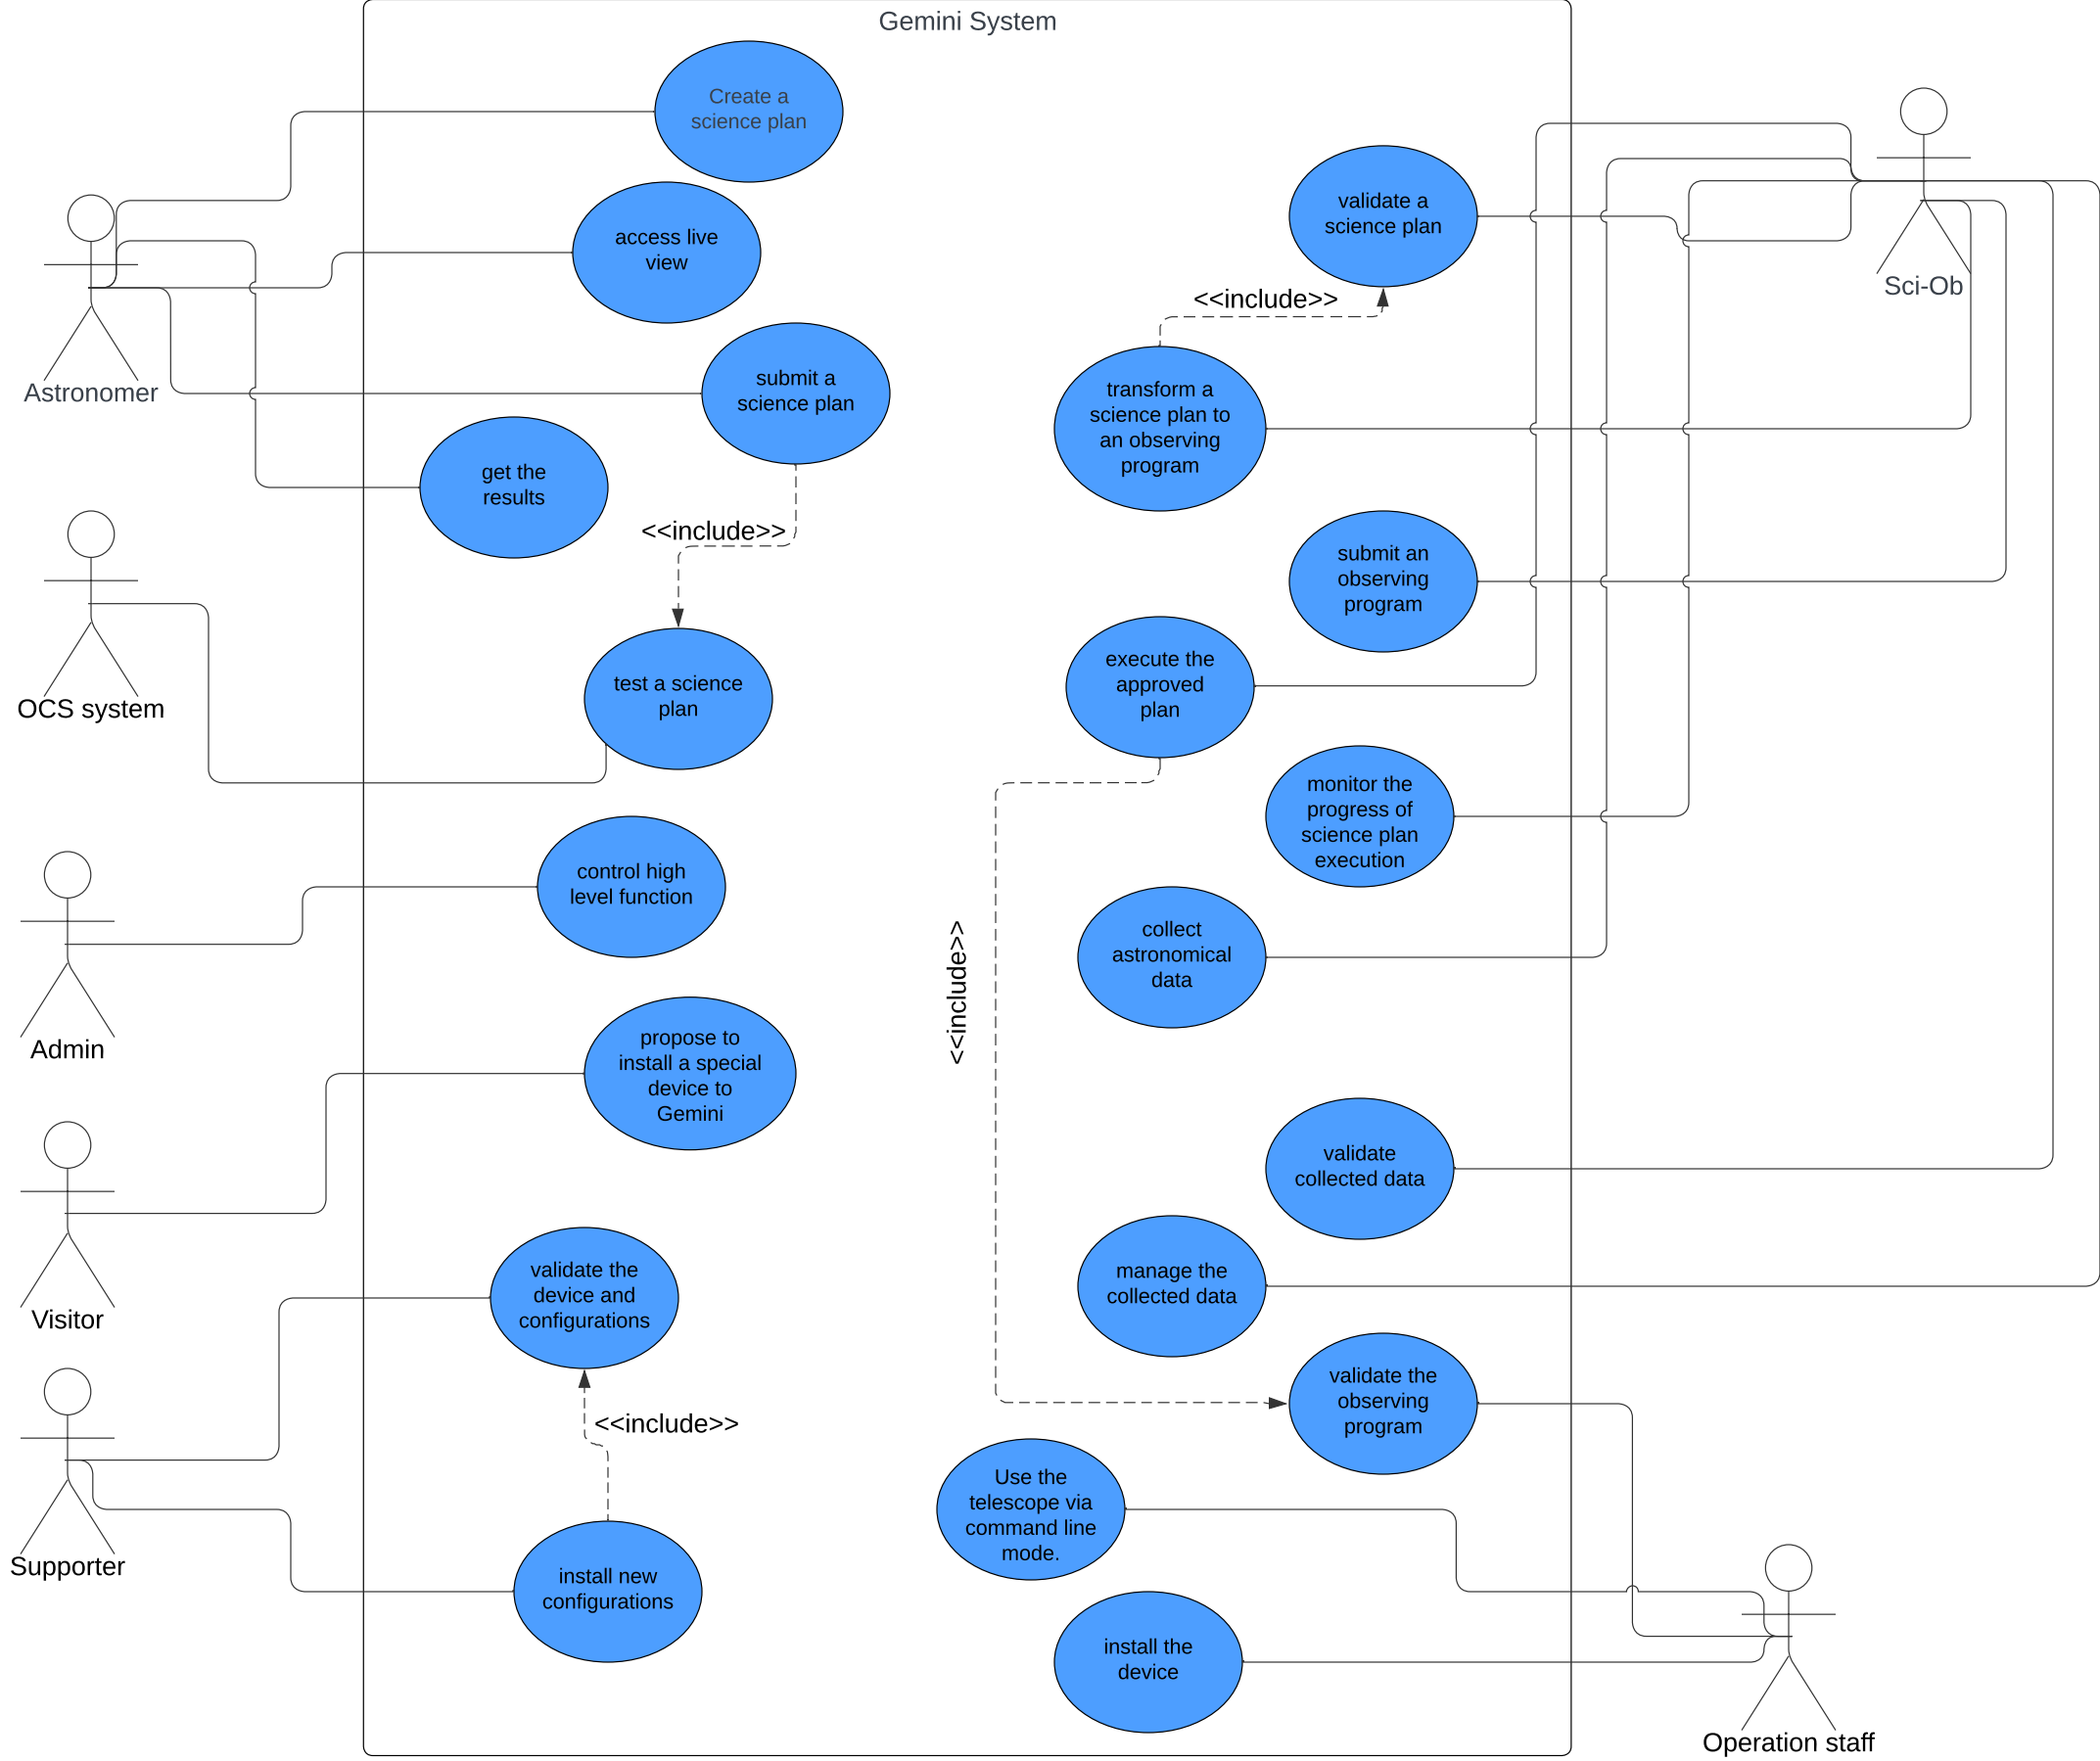 Gemini System
Create a
science plan
access live
view
submit a
science plan
get the
results
<<include>>
test a science
plan
control high
level function
propose to
install a special
device to
Gemini
validate the
device and
configurations
<<include>>
install new
configurations
Astronomer
OCS system
Admin
Visitor
Supporter
validate a
science plan
<<include>>
transform a
science plan to
an observing
program
submit an
observing
program
execute the
approved
plan
monitor the
progress of
science plan
execution
<<include>>
collect
astronomical
data
validate
collected data
manage the
collected data
validate the
observing
program
Use the
telescope via
command line
mode.
install the
device
Sci-Ob
Operation staff